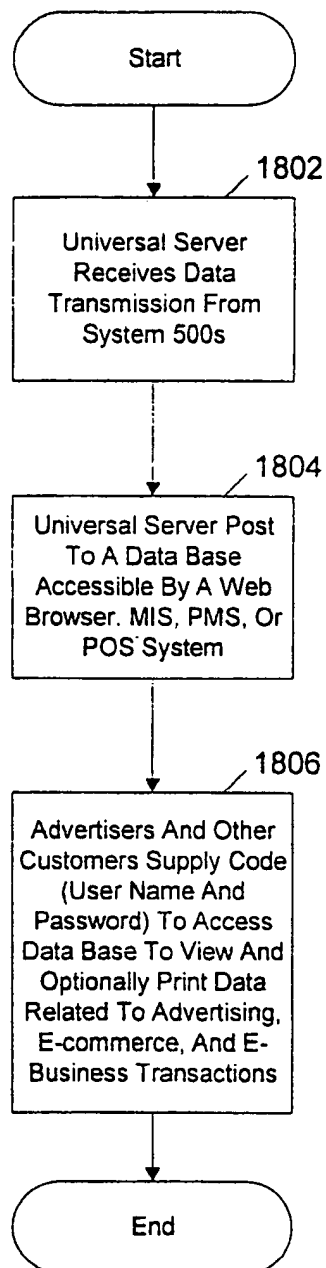 Start
1802
Universal Server
Receives Data
Transmission From
System 500s
1804
Universal Server Post
To A Data Base
Accessible By A Web
Browser. MIS, PMS, Or
POS System
1806
Advertisers And Other
Customers Supply Code
(User Name And
Password) To Access
Data Base To View And
Optionally Print Data
Related To Advertising,
E-commerce, And E-
Business Transactions
End